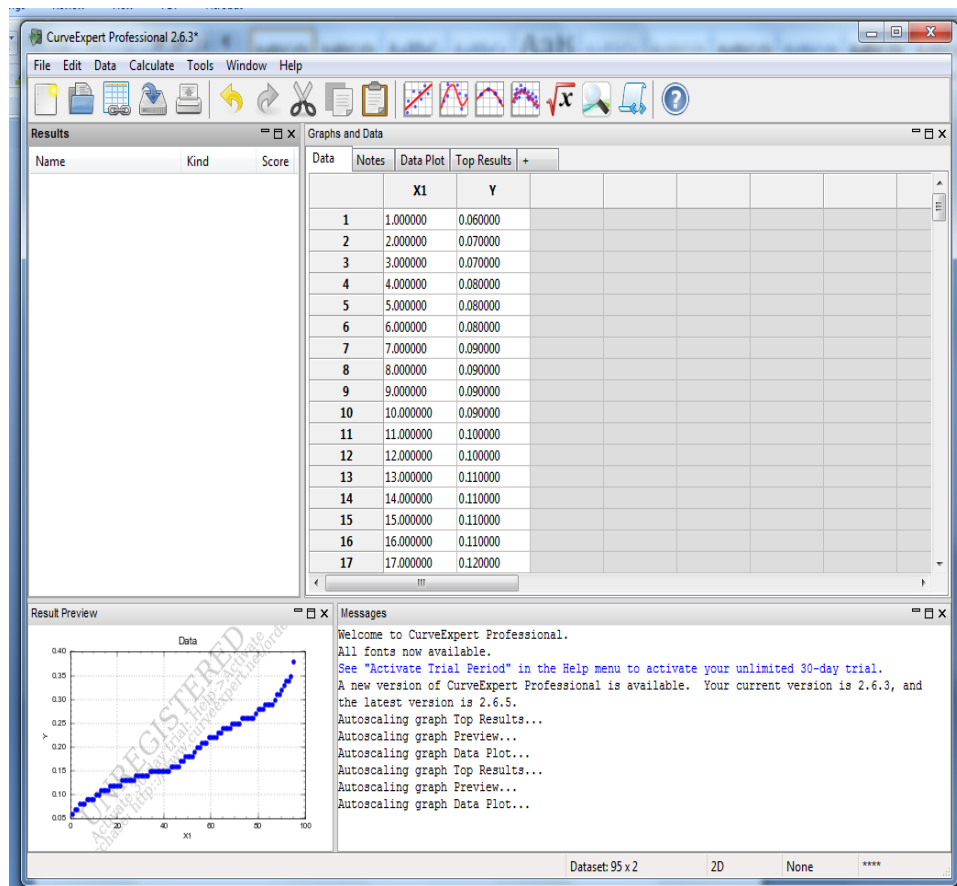 CurveExpert Professional 2.6.3*
File Edit Data Calculate Tools Window Help
Results
Name Kind Score
Graphs and Data
Data Notes Data Plot Top Results +
X1 Y
1 1.000000 0.060000
2 2.000000 0.070000
3 3.000000 0.070000
4 4.000000 0.080000
5 5.000000 0.080000
6 6.000000 0.080000
7 7.000000 0.090000
8 8.000000 0.090000
9 9.000000 0.090000
10 10.000000 0.090000
11 11.000000 0.100000
12 12.000000 0.100000
13 13.000000 0.110000
14 14.000000 0.110000
15 15.000000 0.110000
16 16.000000 0.110000
17 17.000000 0.120000
Result Preview
Data
0.40
0.35
0.30
0.25
0.20
0.15
0.10
0.05
Y
0 20 40 60 80 100
X1
UNREGISTERED
Messages
Welcome to CurveExpert Professional.
All fonts now available.
See "Activate Trial Period" in the Help menu to activate your unlimited 30-day trial.
A new version of CurveExpert Professional is available. Your current version is 2.6.3, and
the latest version is 2.6.5.
Autoscaling graph Top Results...
Autoscaling graph Preview...
Autoscaling graph Data Plot...
Autoscaling graph Top Results...
Autoscaling graph Preview...
Autoscaling graph Data Plot...
Dataset: 95 x 2 2D None ****